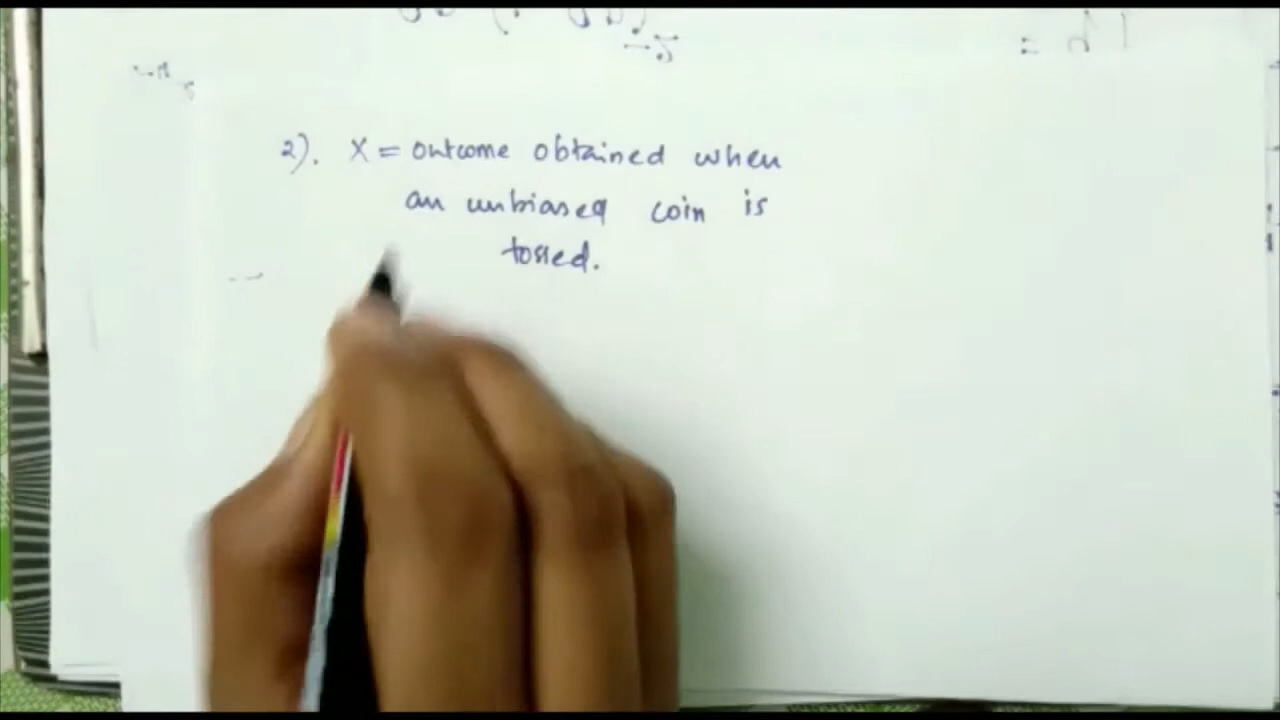 2). X = outcome obtained when
an unbiased coin is
tossed.